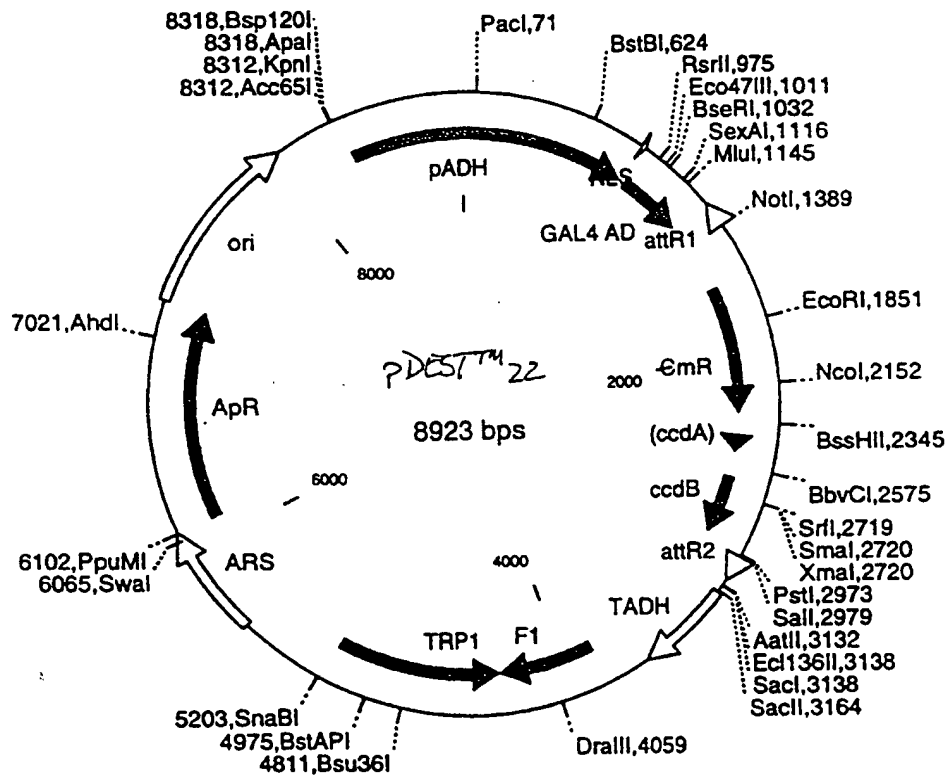 8318,Bsp120I
8318,ApaI
8312,KpnI
8312,Acc65I
PacI,71
BstBI,624
RsrII,975
Eco47III,1011
BseRI,1032
SexAI,1116
MluI,1145
NotI,1389
pADH
NLS
GAL4 AD
attR1
ori
8000
EcoRI,1851
7021,AhdI
pDEST™22
2000
CmR
NcoI,2152
ApR
8923 bps
(ccdA)
BssHII,2345
ccdB
BbvCI,2575
6000
SrfI,2719
SmaI,2720
XmaI,2720
attR2
6102,PpuMI
6065,SwaI
ARS
4000
PstI,2973
SalI,2979
TADH
AatII,3132
Ecl136II,3138
SacI,3138
SacII,3164
TRP1
F1
5203,SnaBI
4975,BstAPI
4811,Bsu36I
DraIII,4059